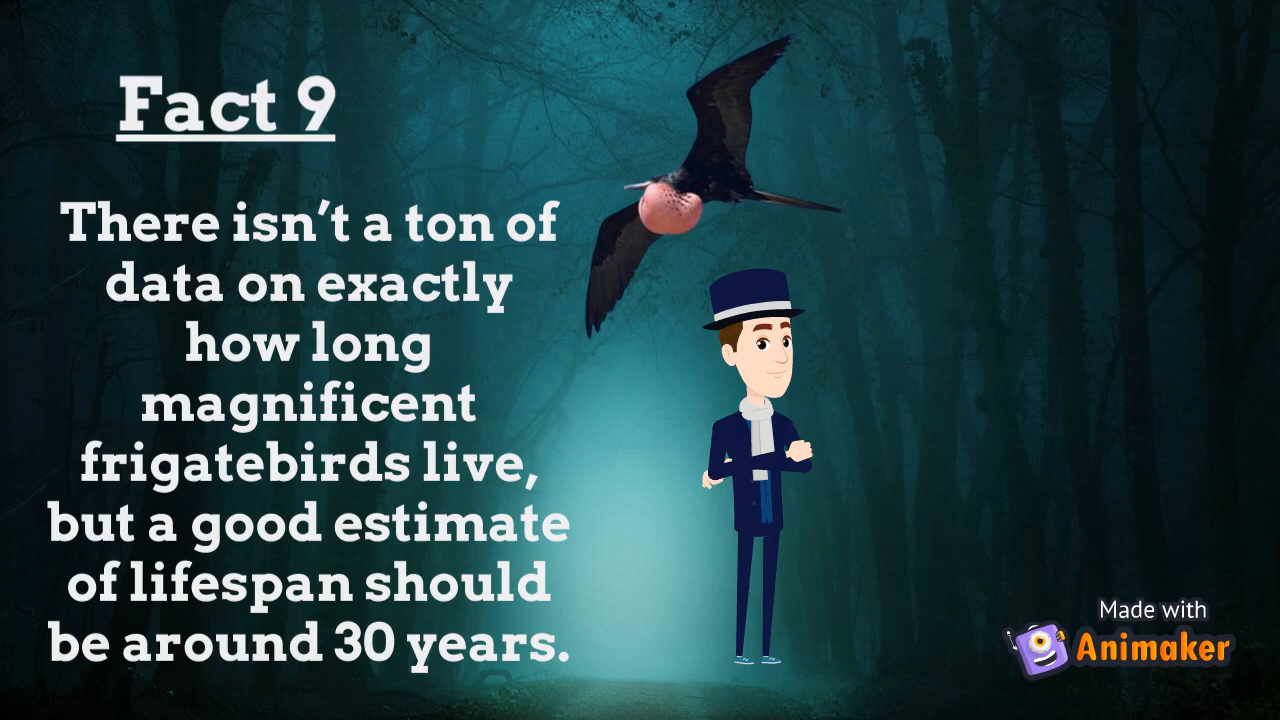 Fact 9
There isn’t a ton of
data on exactly
how long
magnificent
frigatebirds live,
but a good estimate
of lifespan should
be around 30 years.
Made with
Animaker